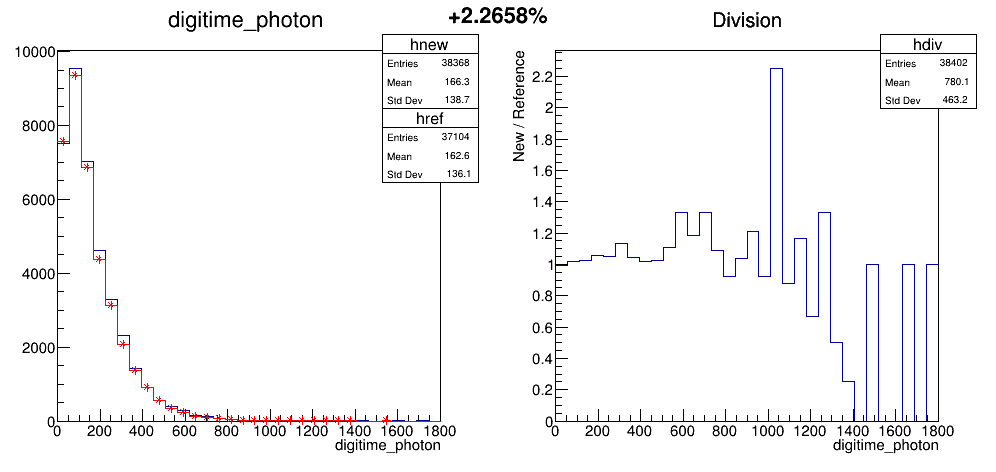 +2.2658%
digitime_photon
hnew
Entries 38368
Mean 166.3
Std Dev 138.7
href
Entries 37104
Mean 162.6
Std Dev 136.1
10000
8000
6000
4000
2000
0
0 200 400 600 800 1000 1200 1400 1600 1800
digitime_photon
Division
hdiv
Entries 38402
Mean 780.1
Std Dev 463.2
New / Reference
2.2
2
1.8
1.6
1.4
1.2
1
0.8
0.6
0.4
0.2
0
0 200 400 600 800 1000 1200 1400 1600 1800
digitime_photon